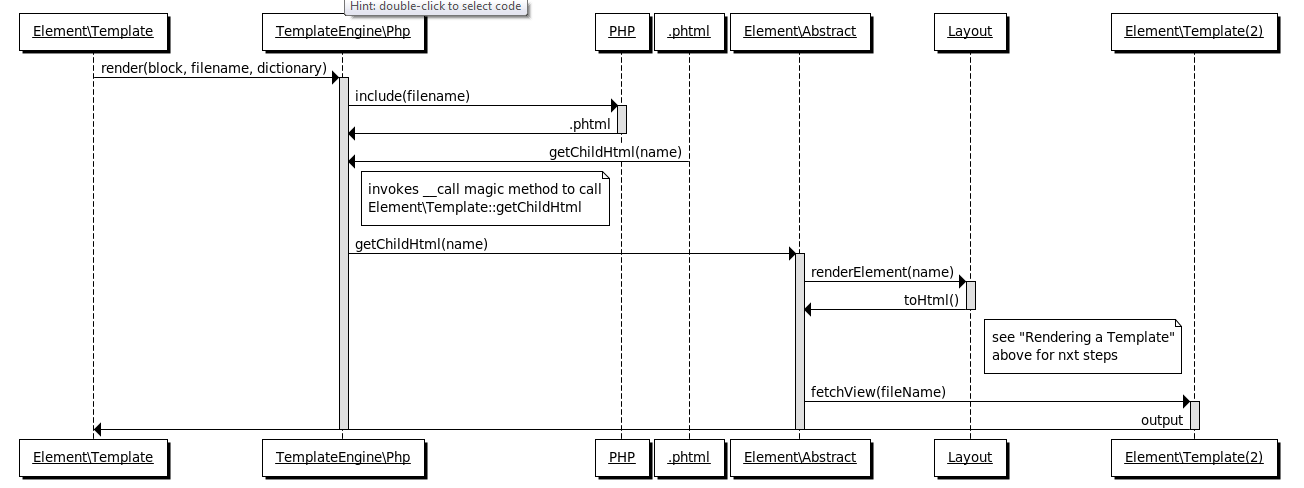 Hint: double-click to select code
Element\Template
TemplateEngine\Php
PHP
.phtml
Element\Abstract
Layout
Element\Template(2)
render(block, filename, dictionary)
include(filename)
.phtml
getChildHtml(name)
invokes __call magic method to call
Element\Template::getChildHtml
getChildHtml(name)
renderElement(name)
toHtml()
see "Rendering a Template"
above for nxt steps
fetchView(fileName)
output
Element\Template
TemplateEngine\Php
PHP
.phtml
Element\Abstract
Layout
Element\Template(2)